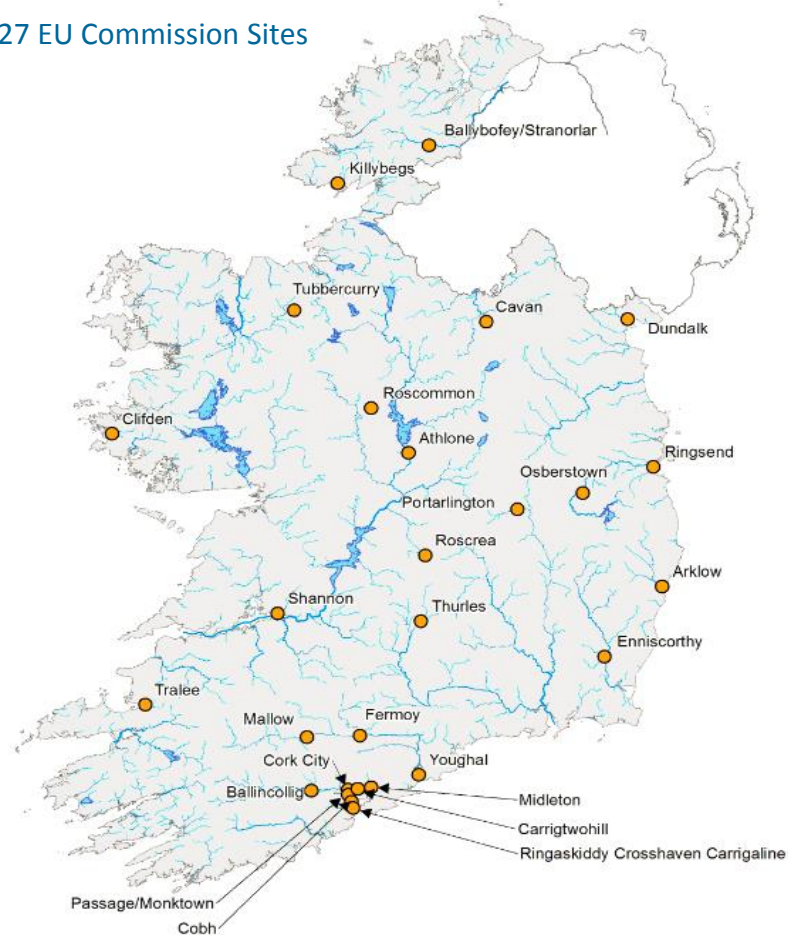 27 EU Commission Sites
Ballybofey/Stranorlar
Killybegs
Tubbercurry
Cavan
Dundalk
Roscommon
Clifden
Athlone
Ringsend
Osberstown
Portarlington
Roscrea
Arklow
Shannon
Thurles
Enniscorthy
Tralee
Mallow
Fermoy
Cork City
Youghal
Ballincollig
Midleton
Carrigtwohill
Ringaskiddy Crosshaven Carrigaline
Passage/Monktown
Cobh